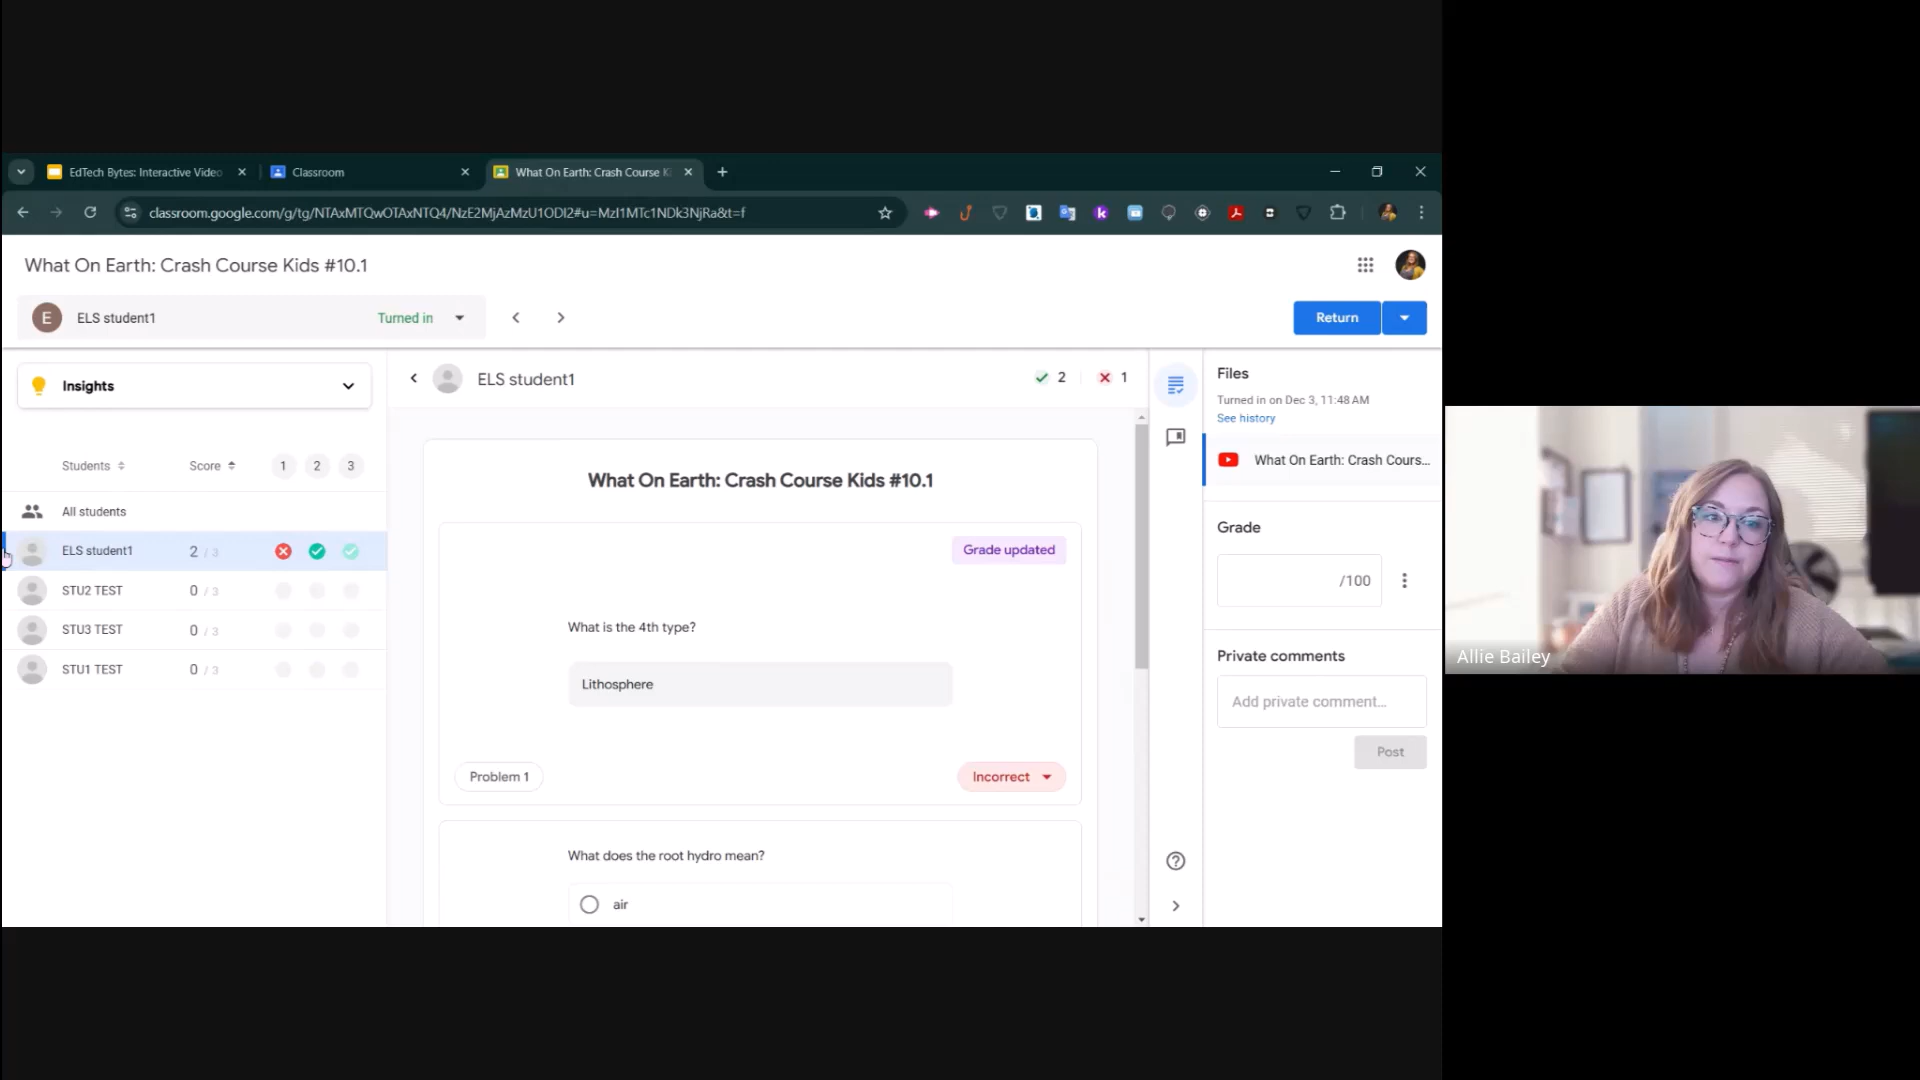 EdTech Bytes: Interactive Video
Classroom
What On Earth: Crash Course Ki
classroom.google.com/g/tg/NTAxMTQwOTAxNTQ4/NzE2MjAzMzU1ODI2#u=MzI1MTc1NDk3NjRa&t=f
What On Earth: Crash Course Kids #10.1
E
ELS student1
Turned in
Return
Insights
ELS student1
2
1
Files
Turned in on Dec 3, 11:48 AM
See history
What On Earth: Crash Cours...
Students
Score
1
2
3
All students
ELS student1
2 / 3
STU2 TEST
0 / 3
STU3 TEST
0 / 3
STU1 TEST
0 / 3
What On Earth: Crash Course Kids #10.1
Grade updated
What is the 4th type?
Lithosphere
Problem 1
Incorrect
What does the root hydro mean?
air
Grade
/100
Private comments
Add private comment...
Post
Allie Bailey